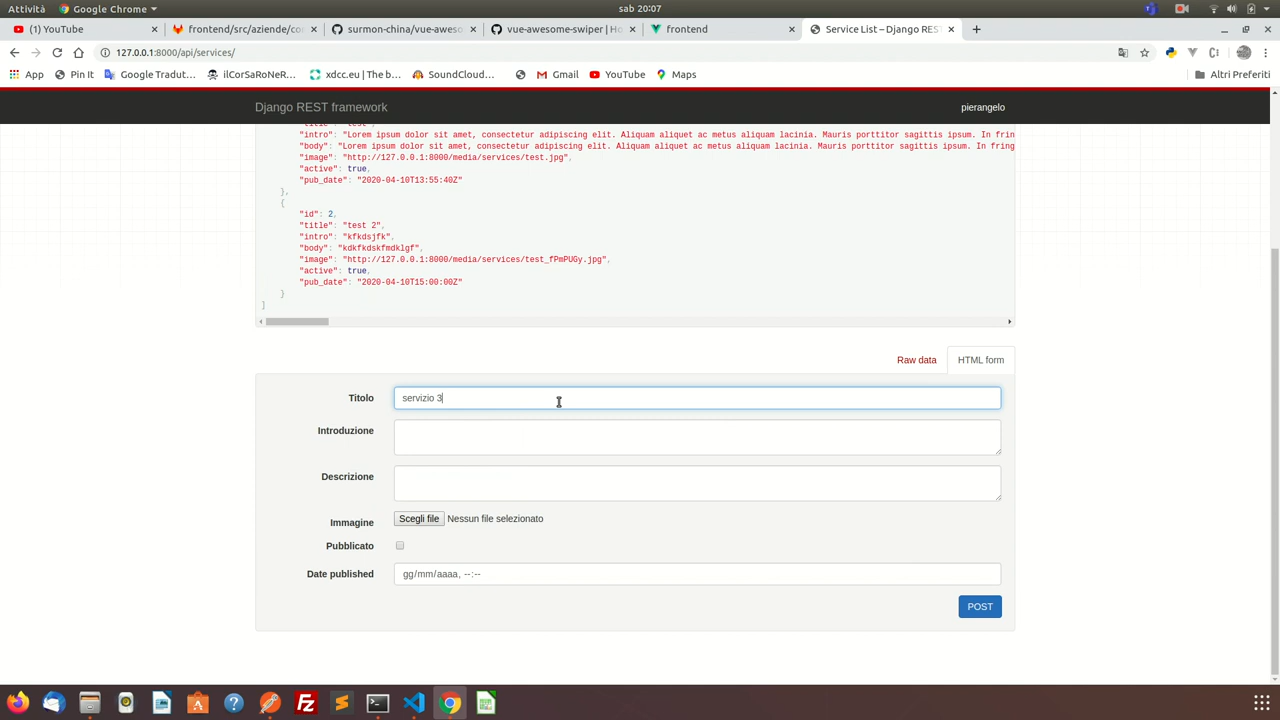 Attività
Google Chrome
sab 20:07
(1) YouTube
frontend/src/aziende/co
surmon-china/vue-aweso
vue-awesome-swiper | Ho
frontend
Service List – Django RES
127.0.0.1:8000/api/services/
App
Pin It
Google Tradut...
ilCorSaRoNeR...
xdcc.eu | The b...
SoundCloud...
Gmail
YouTube
Maps
Altri Preferiti
Django REST framework
pierangelo
"title": "test",
"intro": "Lorem ipsum dolor sit amet, consectetur adipiscing elit. Aliquam aliquet ac metus aliquam lacinia. Mauris porttitor sagittis ipsum. In frin
"body": "Lorem ipsum dolor sit amet, consectetur adipiscing elit. Aliquam aliquet ac metus aliquam lacinia. Mauris porttitor sagittis ipsum. In fring
"image": "http://127.0.0.1:8000/media/services/test.jpg",
"active": true,
"pub_date": "2020-04-10T13:55:40Z"
},
{
"id": 2,
"title": "test 2",
"intro": "kfkdsjfk",
"body": "kdkfkdskfmdklgf",
"image": "http://127.0.0.1:8000/media/services/test_fPmPUGy.jpg",
"active": true,
"pub_date": "2020-04-10T15:00:00Z"
}
]
Raw data
HTML form
Titolo
servizio 3
Introduzione
Descrizione
Immagine
Scegli file
Nessun file selezionato
Pubblicato
Date published
gg/mm/aaaa, --:--
POST